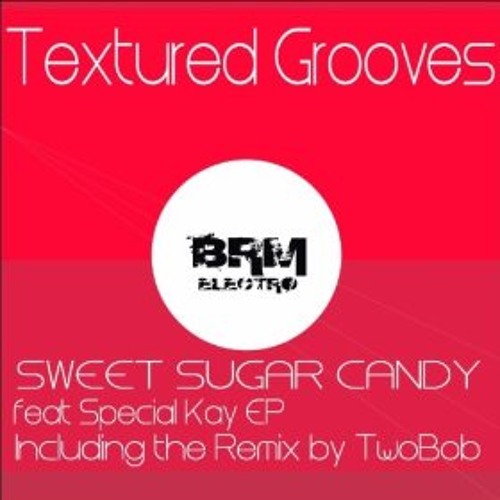 Textured Grooves
BRM
ELECTRO
SWEET SUGAR CANDY
feat Special Kay EP
Including the Remix by TwoBob